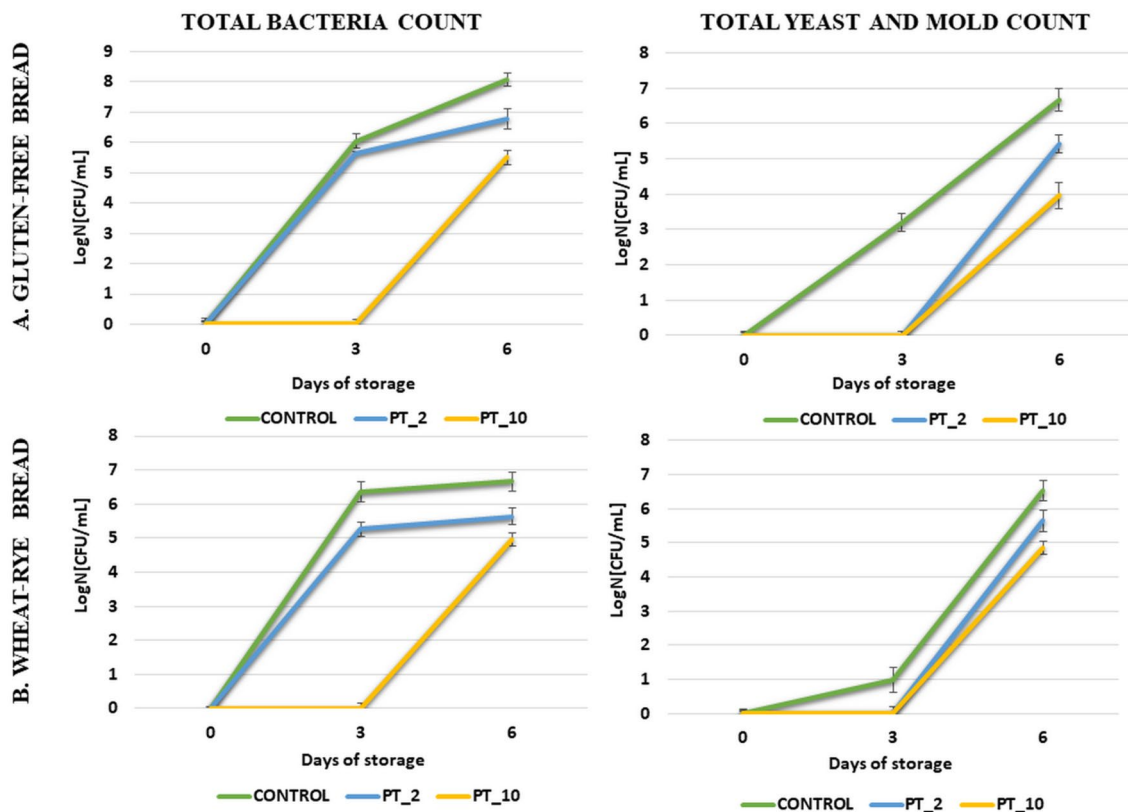 TOTAL BACTERIA COUNT
TOTAL YEAST AND MOLD COUNT
A. GLUTEN-FREE BREAD
LogN[CFU/mL]
9
8
7
6
5
4
3
2
1
0
0 3 6
Days of storage
CONTROL PT_2 PT_10
LogN[CFU/mL]
8
7
6
5
4
3
2
1
0
0 3 6
Days of storage
CONTROL PT_2 PT_10
B. WHEAT-RYE BREAD
LogN[CFU/mL]
8
7
6
5
4
3
2
1
0
0 3 6
Days of storage
CONTROL PT_2 PT_10
LogN[CFU/mL]
8
7
6
5
4
3
2
1
0
0 3 6
Days of storage
CONTROL PT_2 PT_10